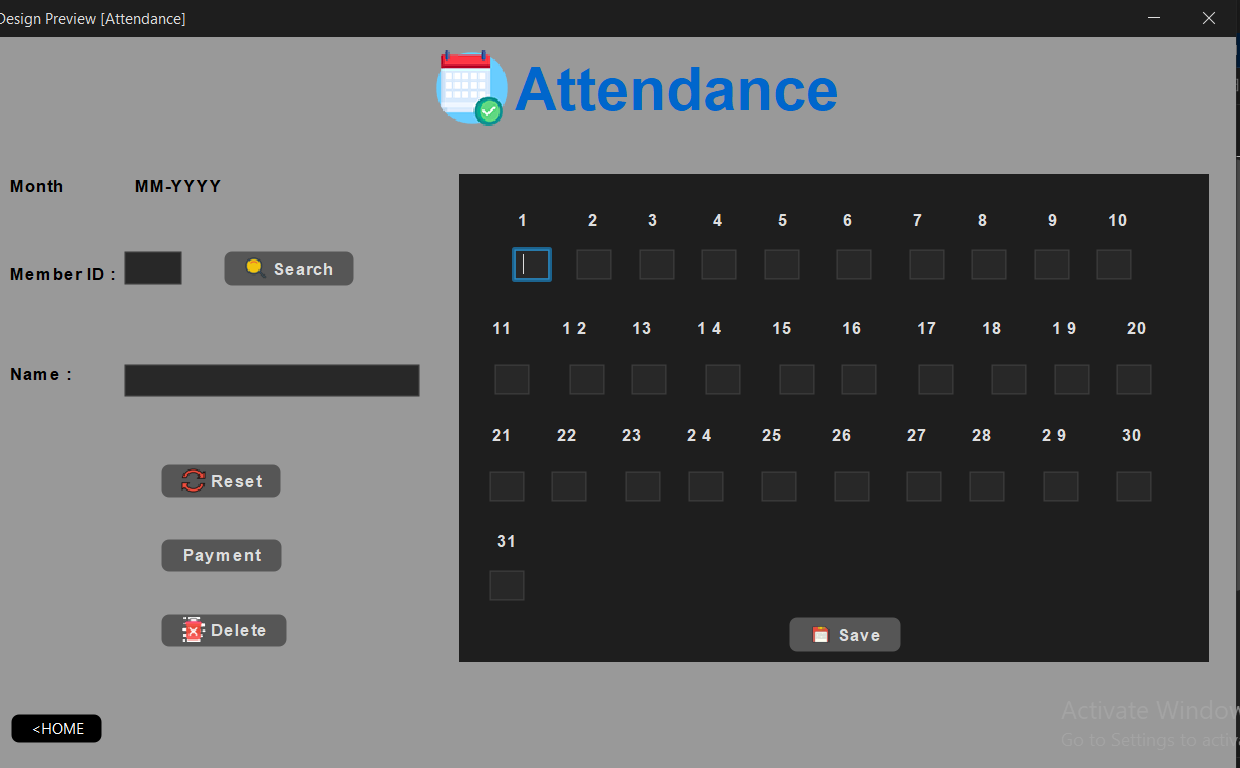 Design Preview [Attendance]
Attendance
Month MM-YYYY
Member ID :
Search
Name :
Reset
Payment
Delete
<HOME
1 2 3 4 5 6 7 8 9 10
11 1 2 13 1 4 15 16 17 18 1 9 20
21 22 23 2 4 25 26 27 28 2 9 30
31
Save
Activate Window
Go to Settings to activa